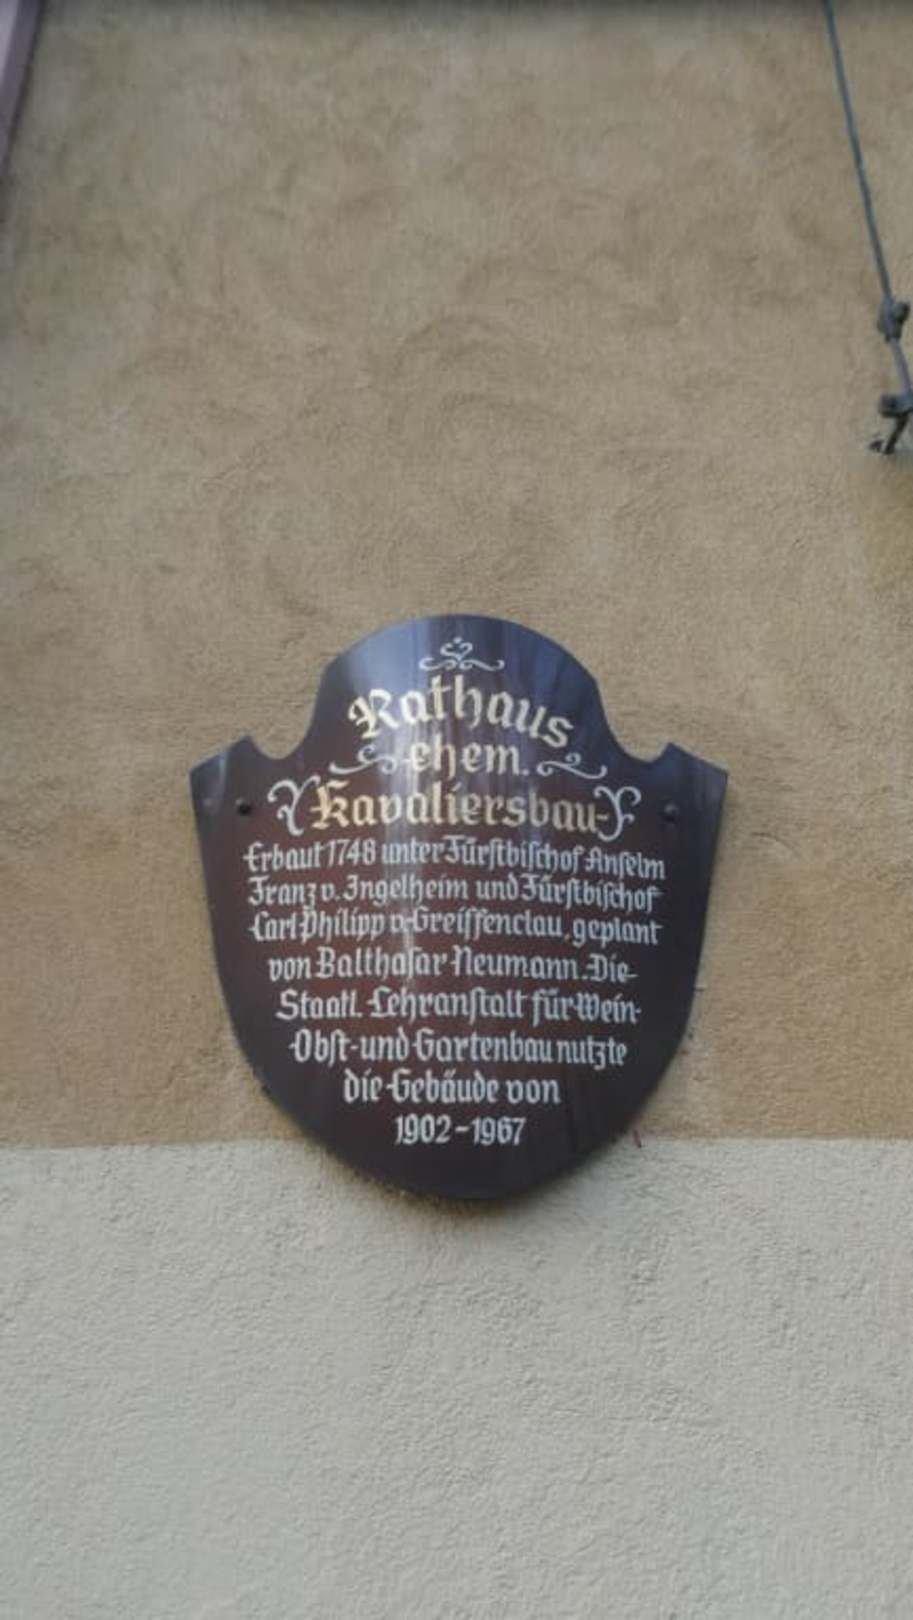 Rathaus
ehem.
Kavaliersbau
Erbaut 1748 unter Fürstbischof Anselm
Franz v. Ingelheim und Fürstbischof
Carl Philipp v. Greiffenclau, geplant
von Balthasar Neumann. Die
Staatl. Lehranstalt für Wein-
Obst- und Gartenbau nutzte
die Gebäude von
1902-1967